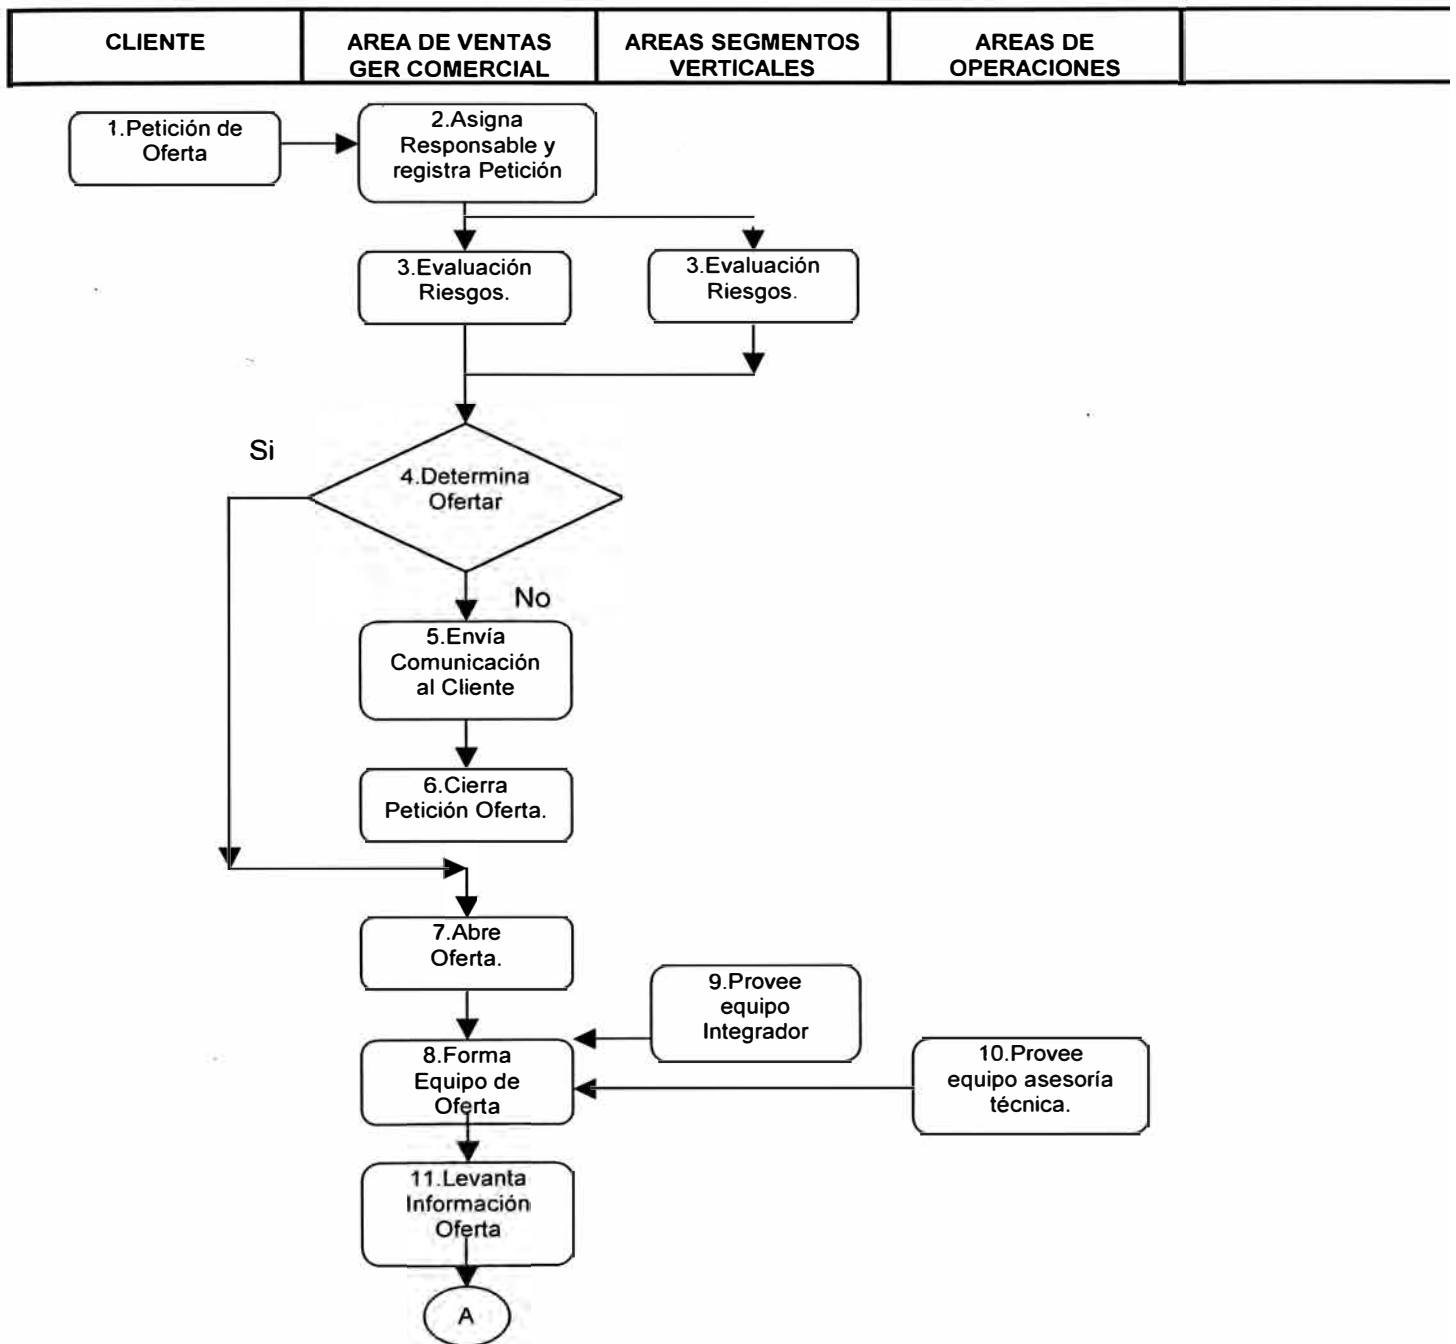 CLIENTE
AREA DE VENTAS
GER COMERCIAL
AREAS SEGMENTOS
VERTICALES
AREAS DE
OPERACIONES
1.Petición de
Oferta
2.Asigna
Responsable y
registra Petición
3.Evaluación
Riesgos.
3.Evaluación
Riesgos.
Si
4.Determina
Ofertar
No
5.Envía
Comunicación
al Cliente
6.Cierra
Petición Oferta.
7.Abre
Oferta.
9.Provee
equipo
Integrador
8.Forma
Equipo de
Oferta
10.Provee
equipo asesoría
técnica.
11.Levanta
Información
Oferta
A